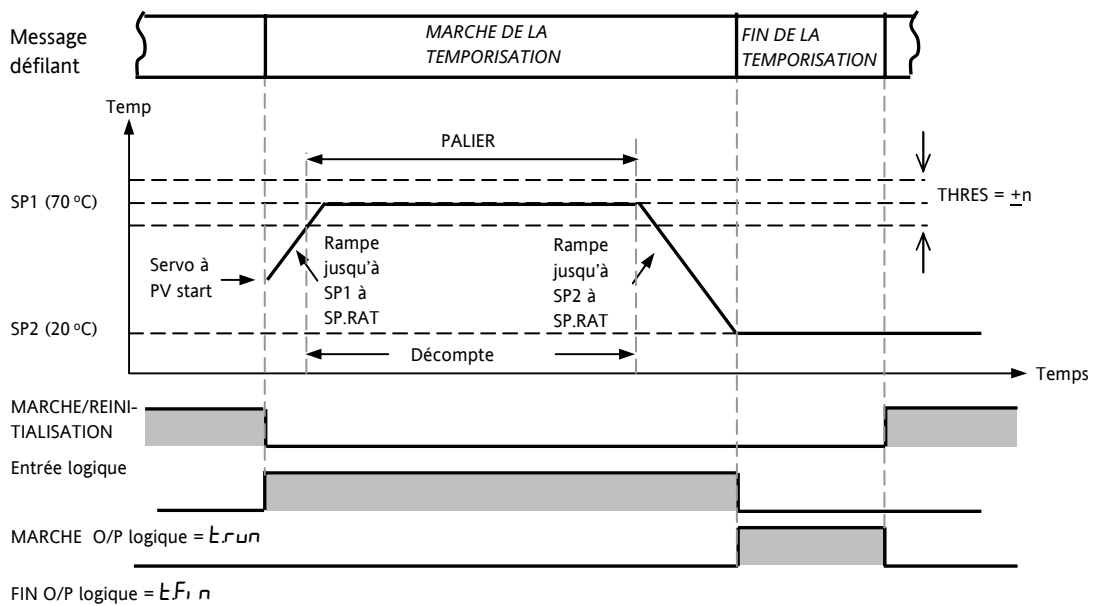 Message
défilant
MARCHE DE LA
TEMPORISATION
FIN DE LA
TEMPORISATION
Temp
PALIER
SP1 (70 ºC)
THRES = +n
Servo à
PV start
Rampe
jusqu'à
SP1 à
SP.RAT
Rampe
jusqu'à
SP2 à
SP.RAT
SP2 (20 ºC)
Décompte
Temps
MARCHE/REINI-
TIALISATION
Entrée logique
MARCHE O/P logique = t.run
FIN O/P logique = t.Fin